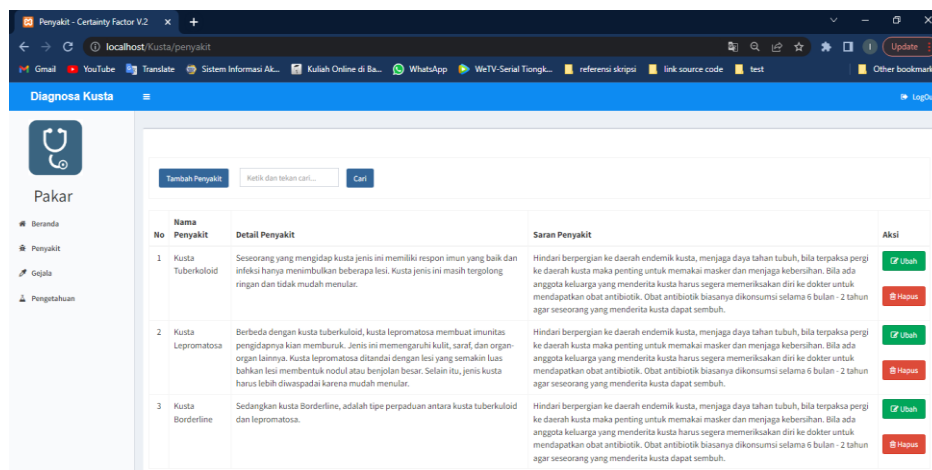 Penyakit - Certainty Factor V.2
localhost/Kusta/penyakit
Update
Gmail YouTube Translate Sistem Informasi Ak... Kuliah Online di Ba... WhatsApp WeTV-Serial Tiongk... referensi skripsi link source code test Other bookmark
Diagnosa Kusta
LogOu
Pakar
Beranda
Penyakit
Gejala
Pengetahuan
Tambah Penyakit Ketik dan tekan cari... Cari
No Nama Penyakit Detail Penyakit Saran Penyakit Aksi
1 Kusta
Tuberkoloid
Seseorang yang mengidap kusta jenis ini memiliki respon imun yang baik dan
infeksi hanya menimbulkan beberapa lesi. Kusta jenis ini masih tergolong
ringan dan tidak mudah menular.
Hindari berpergian ke daerah endemik kusta, menjaga daya tahan tubuh, bila terpaksa pergi
ke daerah kusta maka penting untuk memakai masker dan menjaga kebersihan. Bila ada
anggota keluarga yang menderita kusta harus segera memeriksakan diri ke dokter untuk
mendapatkan obat antibiotik. Obat antibiotik biasanya dikonsumsi selama 6 bulan - 2 tahun
agar seseorang yang menderita kusta dapat sembuh.
Ubah
Hapus
2 Kusta
Lepromatosa
Berbeda dengan kusta tuberkuloid, kusta lepromatosa membuat imunitas
pengidapnya kian memburuk. Jenis ini memengaruhi kulit, saraf, dan organ-
organ lainnya. Kusta lepromatosa ditandai dengan lesi yang semakin luas
bahkan lesi membentuk nodul atau benjolan besar. Selain itu, jenis kusta
harus lebih diwaspadai karena mudah menular.
Hindari berpergian ke daerah endemik kusta, menjaga daya tahan tubuh, bila terpaksa pergi
ke daerah kusta maka penting untuk memakai masker dan menjaga kebersihan. Bila ada
anggota keluarga yang menderita kusta harus segera memeriksakan diri ke dokter untuk
mendapatkan obat antibiotik. Obat antibiotik biasanya dikonsumsi selama 6 bulan - 2 tahun
agar seseorang yang menderita kusta dapat sembuh.
Ubah
Hapus
3 Kusta
Borderline
Sedangkan kusta Borderline, adalah tipe perpaduan antara kusta tuberkuloid
dan lepromatosa.
Hindari berpergian ke daerah endemik kusta, menjaga daya tahan tubuh, bila terpaksa pergi
ke daerah kusta maka penting untuk memakai masker dan menjaga kebersihan. Bila ada
anggota keluarga yang menderita kusta harus segera memeriksakan diri ke dokter untuk
mendapatkan obat antibiotik. Obat antibiotik biasanya dikonsumsi selama 6 bulan - 2 tahun
agar seseorang yang menderita kusta dapat sembuh.
Ubah
Hapus